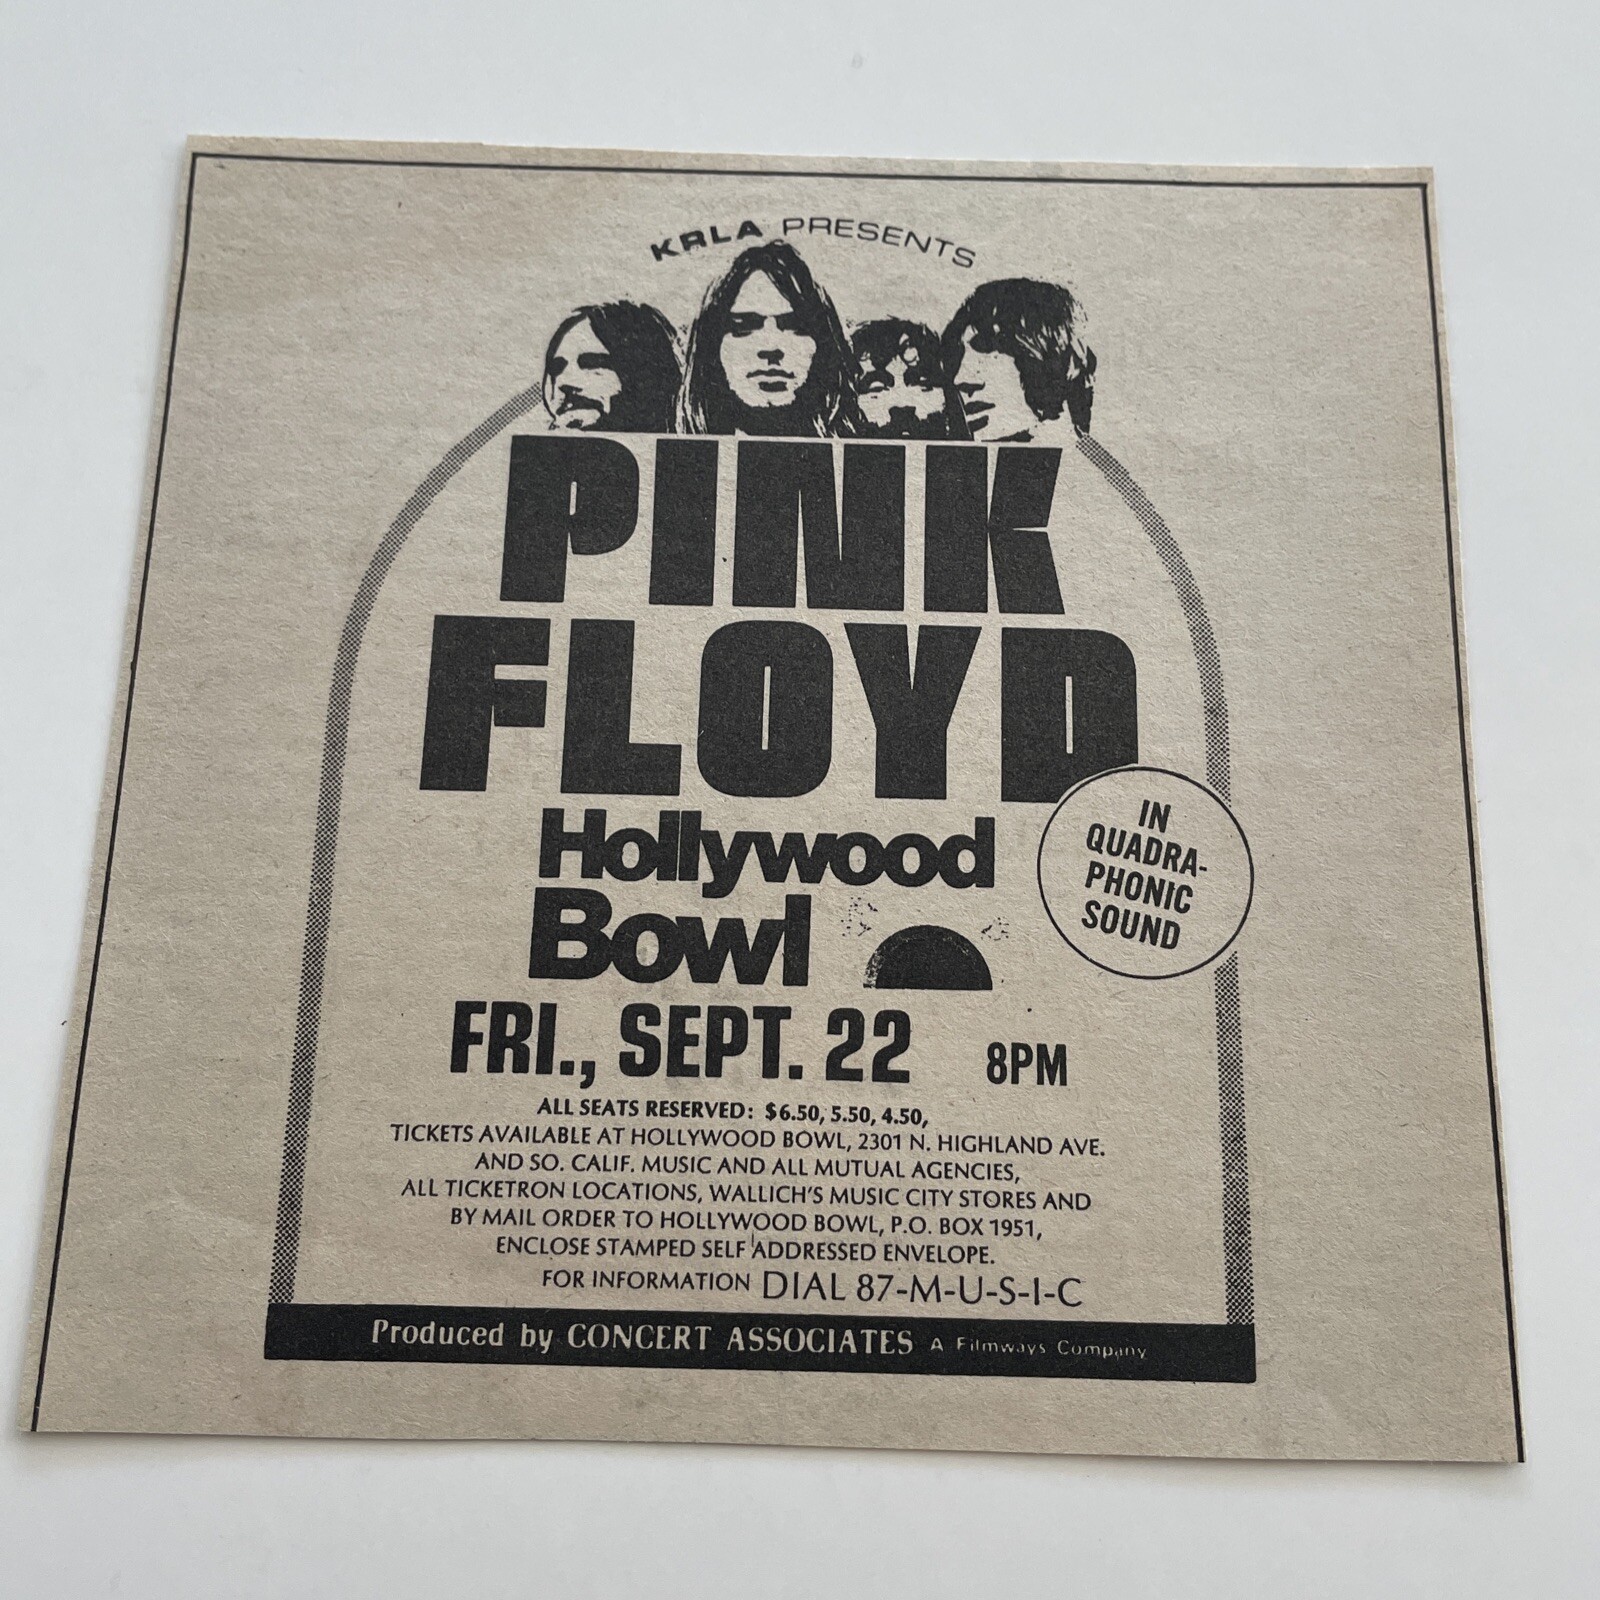 KRLA PRESENTS
PINK
FLOYD
Hollywood
Bowl
IN
QUADRA-
PHONIC
SOUND
FRI., SEPT. 22 8PM
ALL SEATS RESERVED: $6.50, 5.50, 4.50,
TICKETS AVAILABLE AT HOLLYWOOD BOWL, 2301 N. HIGHLAND AVE.
AND SO. CALIF. MUSIC AND ALL MUTUAL AGENCIES,
ALL TICKETRON LOCATIONS, WALLICH'S MUSIC CITY STORES AND
BY MAIL ORDER TO HOLLYWOOD BOWL, P.O. BOX 1951,
ENCLOSE STAMPED SELF ADDRESSED ENVELOPE.
FOR INFORMATION DIAL 87-M-U-S-I-C
Produced by CONCERT ASSOCIATES A Filmways Company